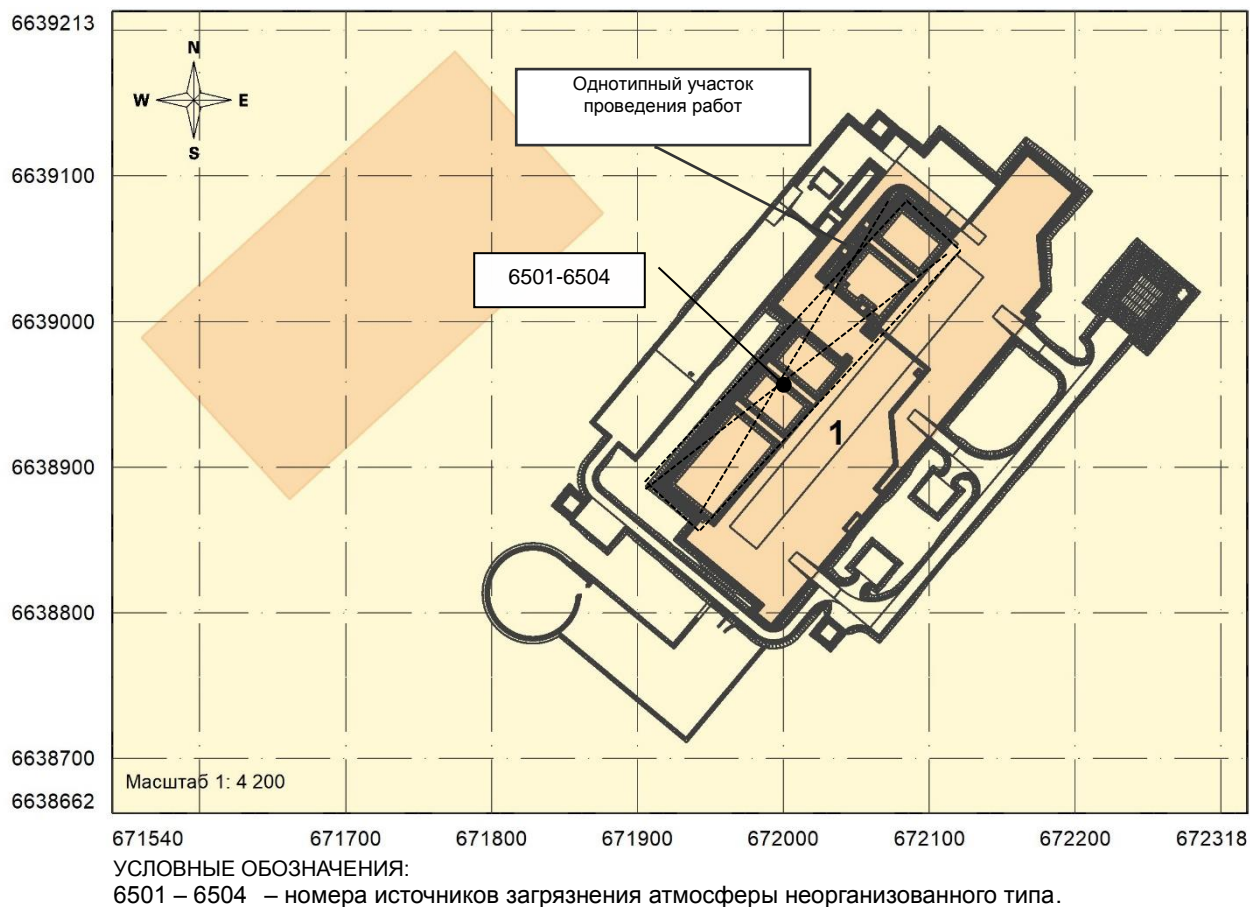 6639213
N
W
E
S
Однотипный участок
проведения работ
6639100
6501-6504
6639000
1
6638900
6638800
6638700
Масштаб 1: 4 200
6638662
671540 671700 671800 671900 672000 672100 672200 672318
УСЛОВНЫЕ ОБОЗНАЧЕНИЯ:
6501 – 6504 – номера источников загрязнения атмосферы неорганизованного типа.